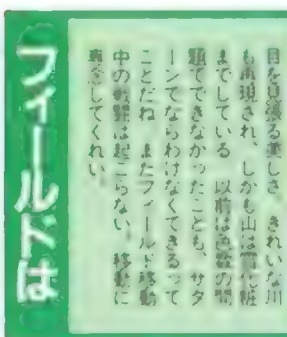 フィールドは
目を見張る美しさ。きれいな川
も再現され、しかも山は雪化粧
までしている。以前は色数の問
題でできなかったことも、サタ
ーンでならわけなくできるって
ことだね。またフィールド移動
中の戦闘は起こらない。移動に
専念してくれい。